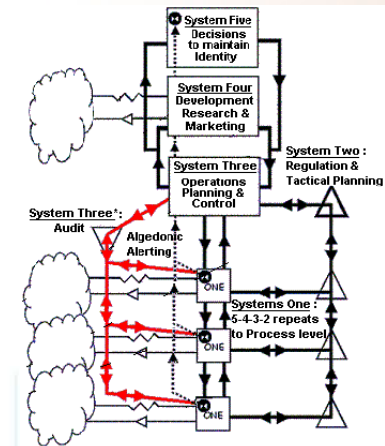 System Five
Decisions
to maintain
Identity
System Four
Development
Research &
Marketing
System Three
Operations
Planning &
Control
System Two :
Regulation &
Tactical Planning
System Three*:
Audit
Algedonic
Alerting
ONE
Systems One :
5-4-3-2 repeats
to Process level
ONE
ONE